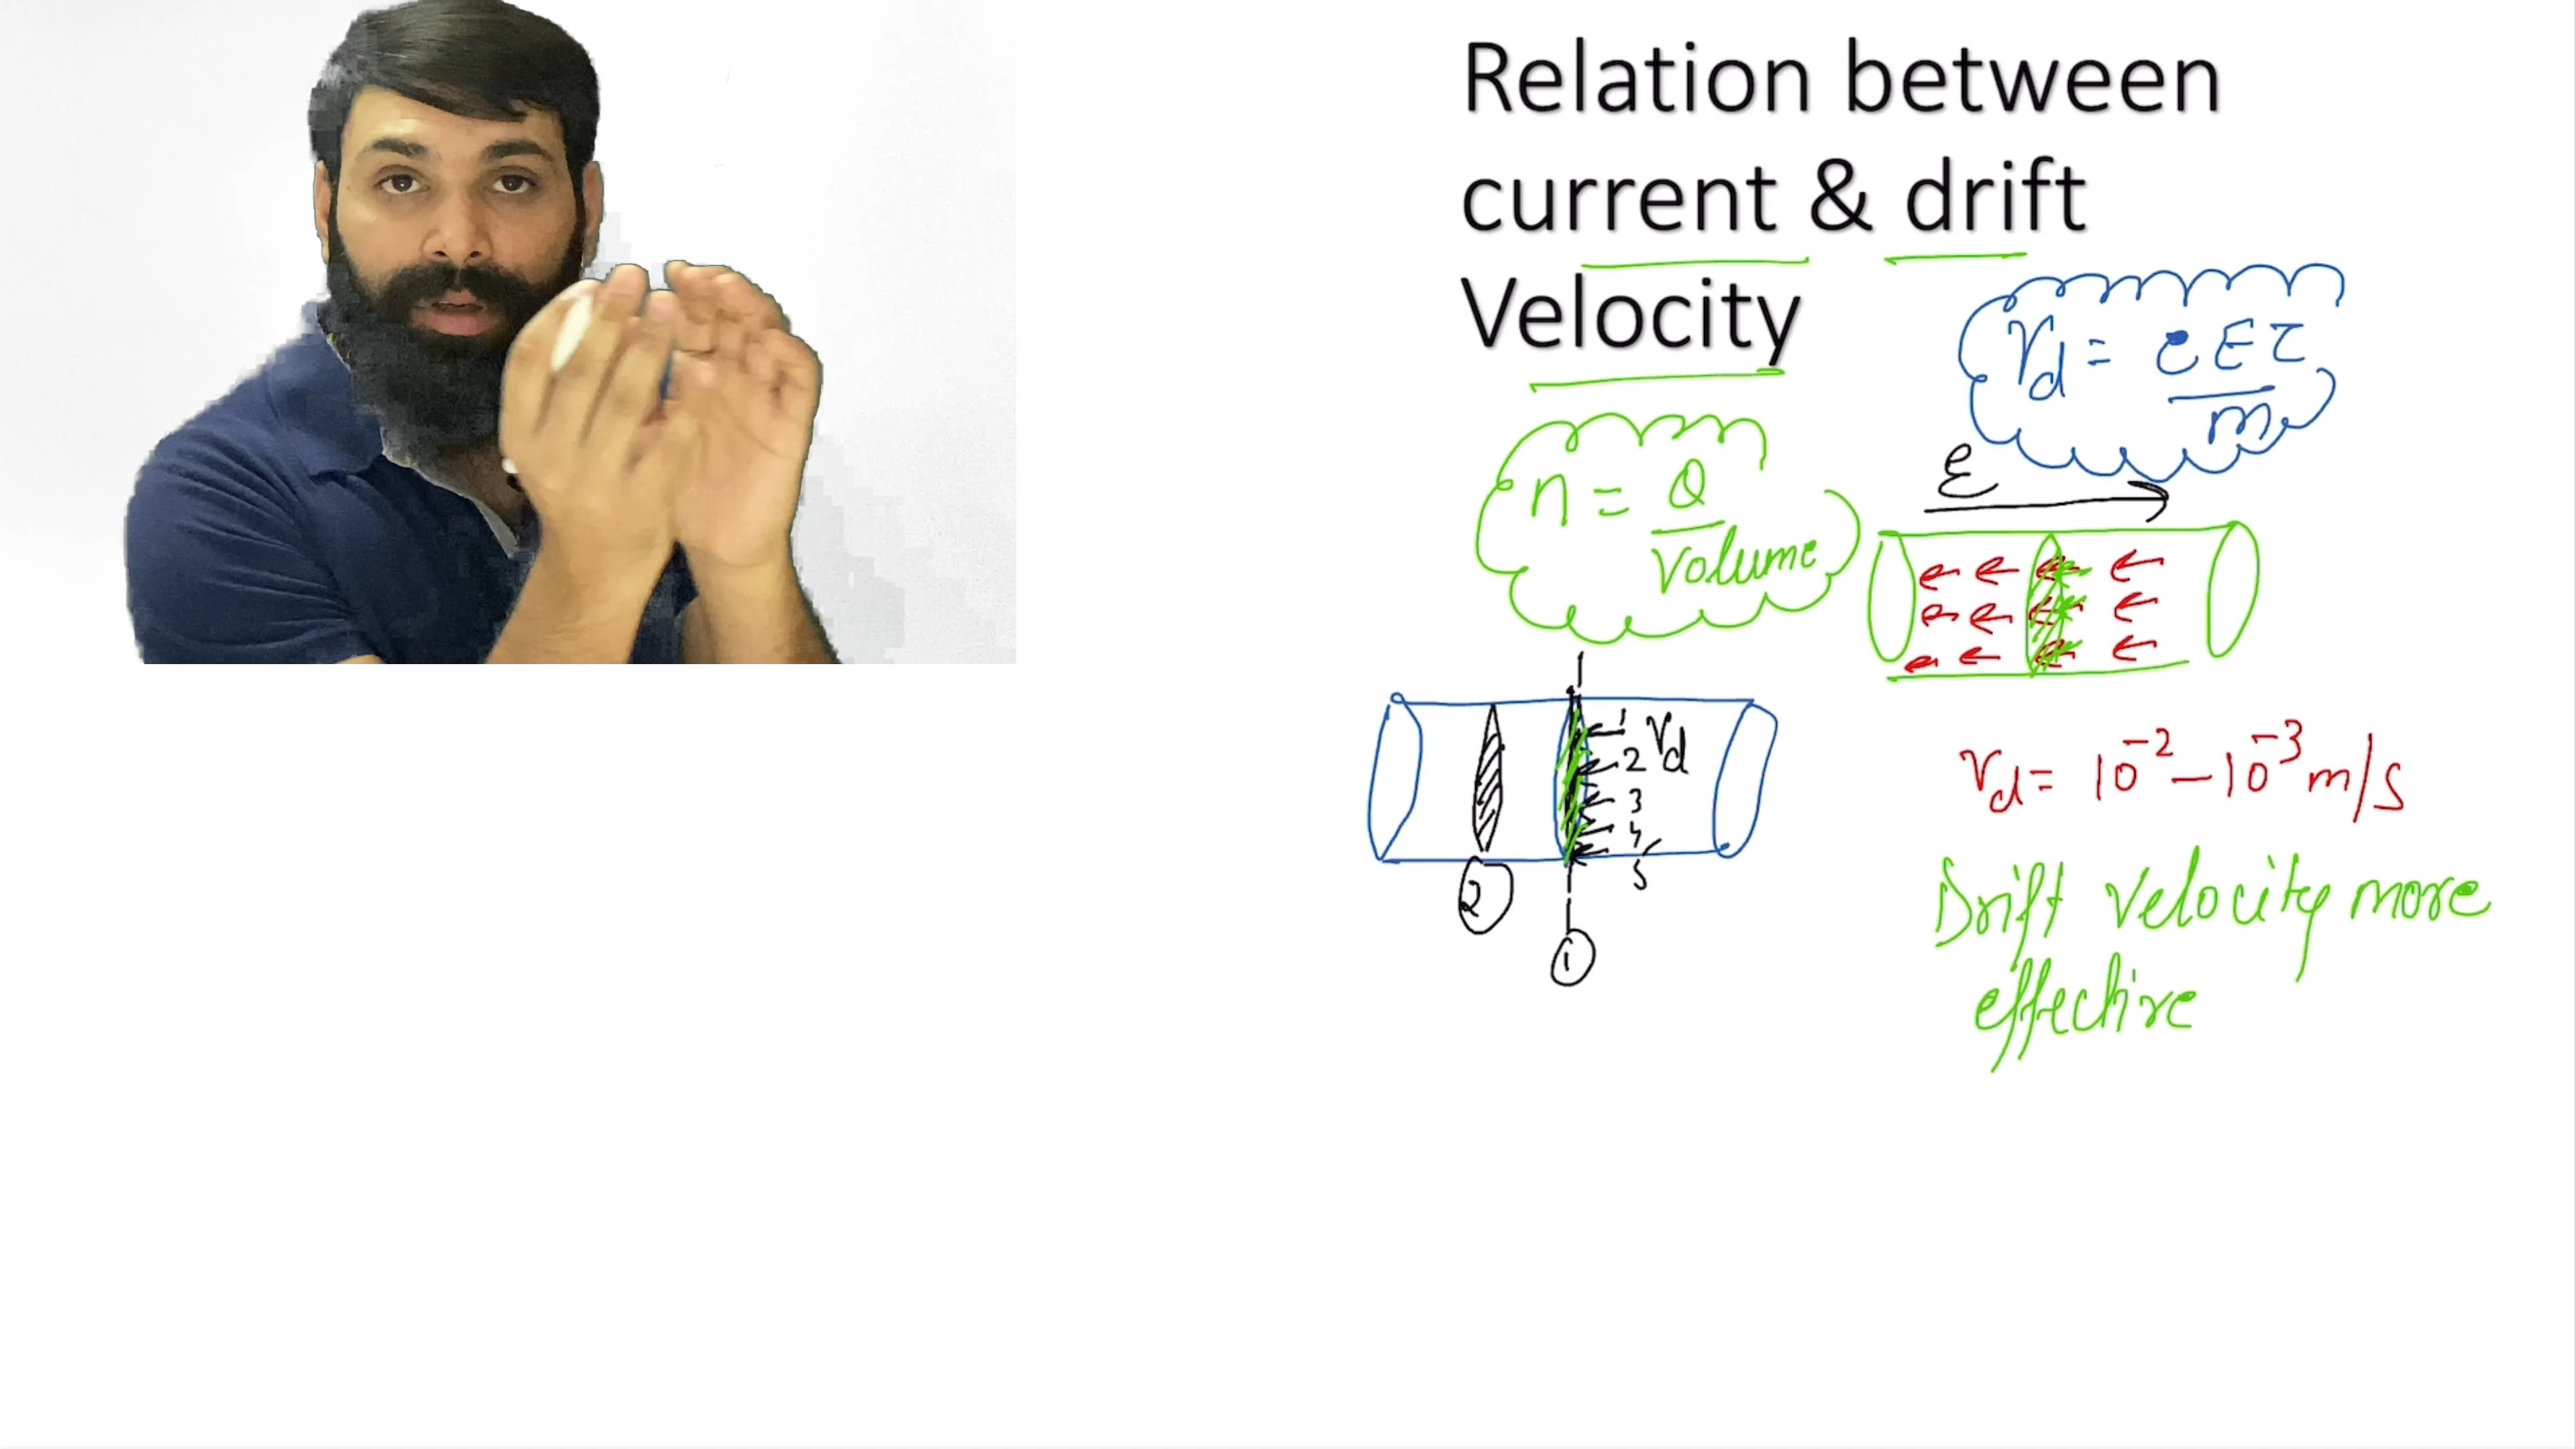 Relation between
current & drift
Velocity
Vd = eEτ
m
n = Q
Volume
E
1
Vd
2
3
4
5
2
1
Vd = 10⁻² – 10⁻³ m/s
Drift Velocity more
effective